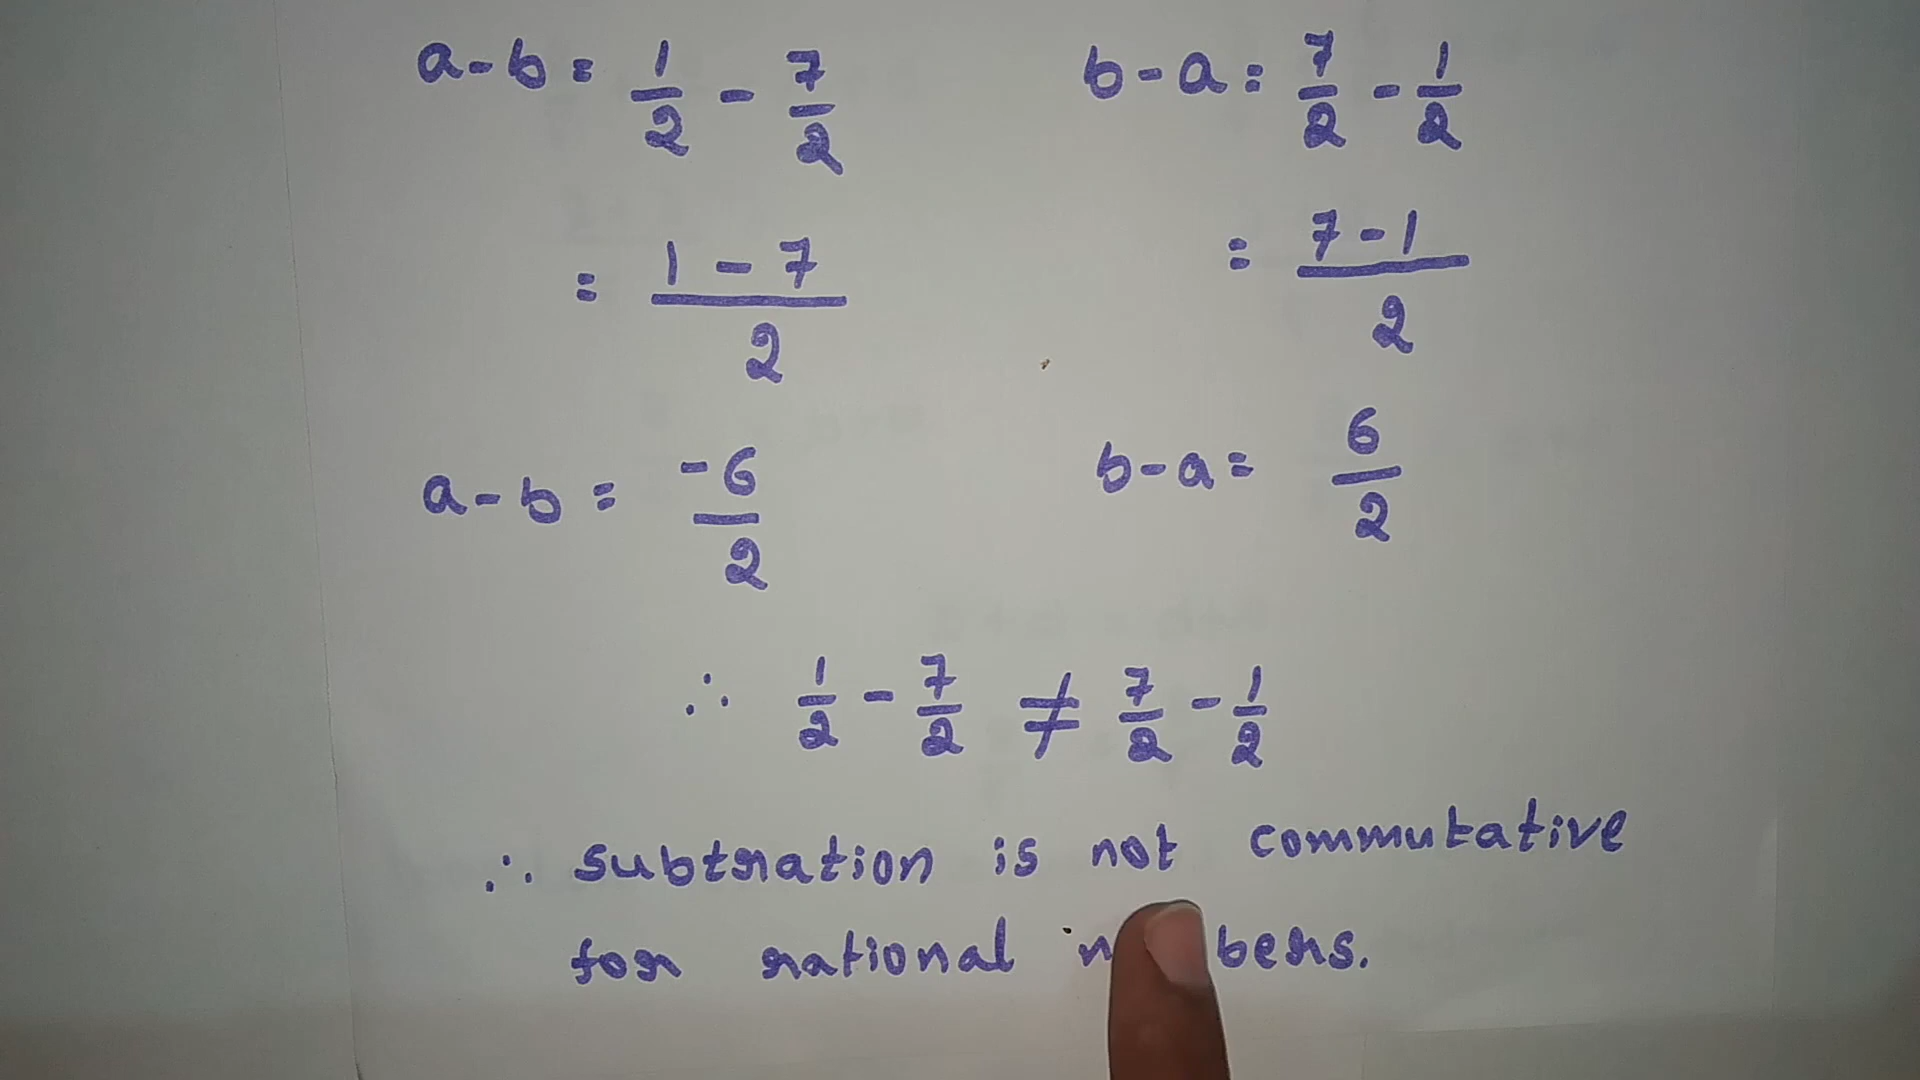 a-b = 1/2 - 7/2
= 1 - 7 / 2
a-b = -6/2
b-a = 7/2 - 1/2
= 7-1 / 2
b-a = 6/2
∴ 1/2 - 7/2 ≠ 7/2 - 1/2
∴ subtration is not commutative
for rational